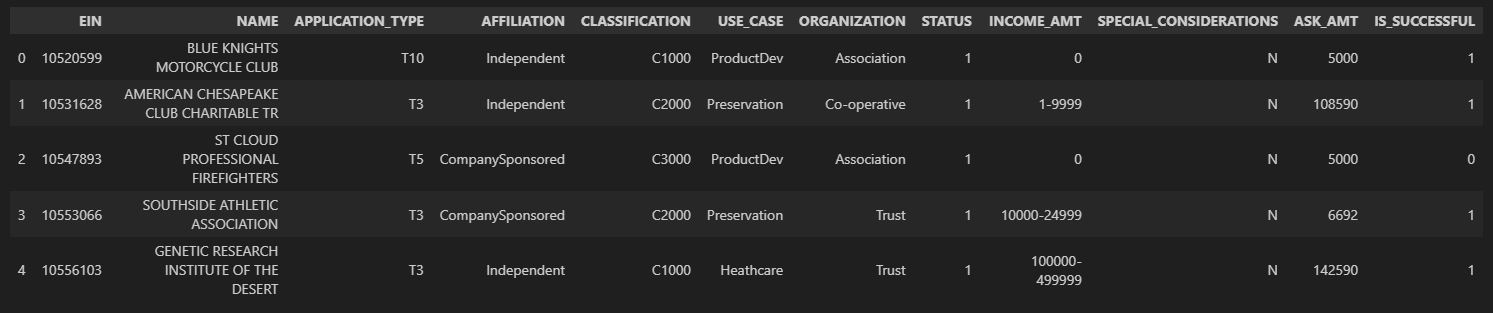 EIN NAME APPLICATION_TYPE AFFILIATION CLASSIFICATION USE_CASE ORGANIZATION STATUS INCOME_AMT SPECIAL_CONSIDERATIONS ASK_AMT IS_SUCCESSFUL
0 10520599 BLUE KNIGHTS
MOTORCYCLE CLUB T10 Independent C1000 ProductDev Association 1 0 N 5000 1
1 10531628 AMERICAN CHESAPEAKE
CLUB CHARITABLE TR T3 Independent C2000 Preservation Co-operative 1 1-9999 N 108590 1
2 10547893 ST CLOUD
PROFESSIONAL
FIREFIGHTERS T5 CompanySponsored C3000 ProductDev Association 1 0 N 5000 0
3 10553066 SOUTHSIDE ATHLETIC
ASSOCIATION T3 CompanySponsored C2000 Preservation Trust 1 10000-24999 N 6692 1
4 10556103 GENETIC RESEARCH
INSTITUTE OF THE
DESERT T3 Independent C1000 Heathcare Trust 1 100000-
499999 N 142590 1